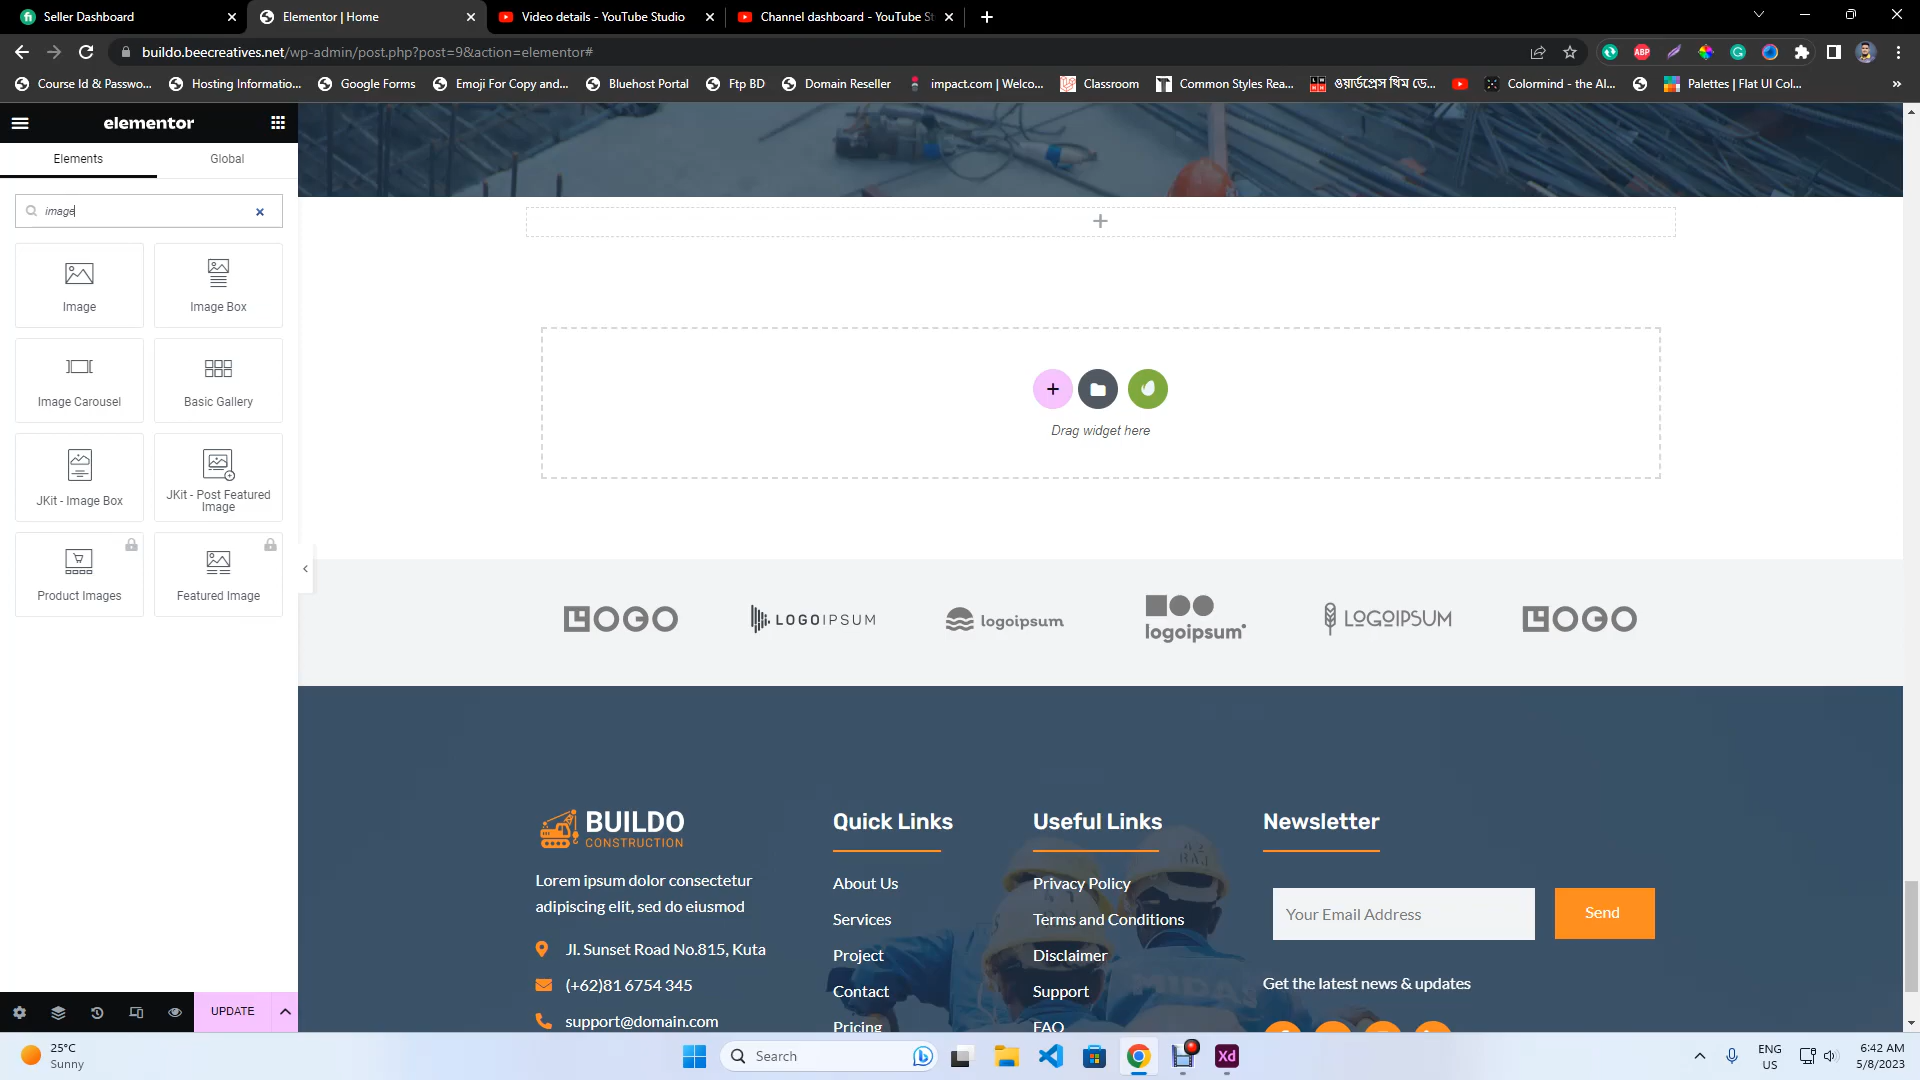 Seller Dashboard
Elementor | Home
Video details - YouTube Studio
Channel dashboard - YouTube St
buildo.beecreatives.net/wp-admin/post.php?post=9&action=elementor#
ABP
Course Id & Passwo...
Hosting Informatio...
Google Forms
Emoji For Copy and...
Bluehost Portal
Ftp BD
Domain Reseller
impact.com | Welco...
Classroom
Common Styles Rea...
ওয়ার্ডপ্রেস থিম ডে...
Colormind - the AI...
Palettes | Flat UI Col...
elementor
Elements
Global
image
Image
Image Box
Image Carousel
Basic Gallery
JKit - Image Box
JKit - Post Featured
Image
Product Images
Featured Image
UPDATE
Drag widget here
LOGO
LOGOIPSUM
logoipsum
logoipsum
LOGOIPSUM
LOGO
BUILDO
CONSTRUCTION
Lorem ipsum dolor consectetur
adipiscing elit, sed do eiusmod
Jl. Sunset Road No.815, Kuta
(+62)81 6754 345
support@domain.com
Quick Links
About Us
Services
Project
Contact
Pricing
Useful Links
Privacy Policy
Terms and Conditions
Disclaimer
Support
FAQ
Newsletter
Your Email Address
Send
Get the latest news & updates
25°C
Sunny
Search
Xd
ENG
US
6:42 AM
5/8/2023